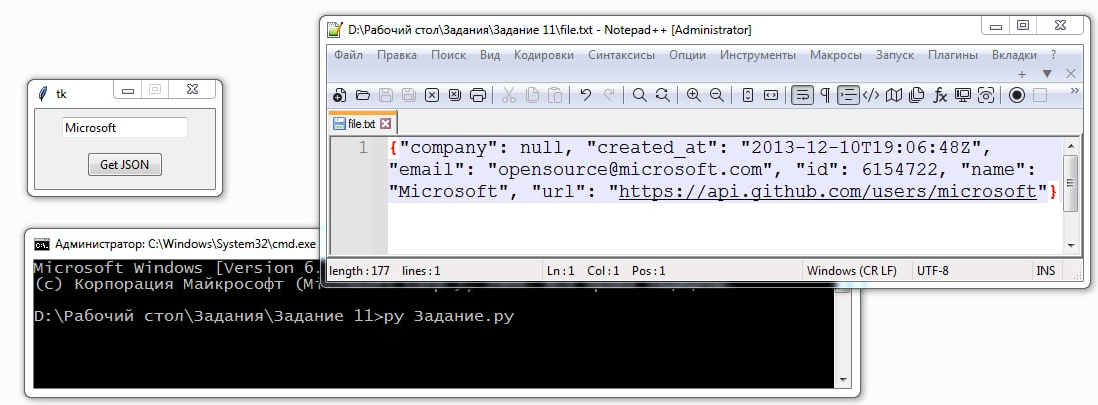 tk
Microsoft
Get JSON
D:\Рабочий стол\Задания\Задание 11\file.txt - Notepad++ [Administrator]
Файл Правка Поиск Вид Кодировки Синтаксисы Опции Инструменты Макросы Запуск Плагины Вкладки ?
file.txt
1 {"company": null, "created_at": "2013-12-10T19:06:48Z",
"email": "opensource@microsoft.com", "id": 6154722, "name":
"Microsoft", "url": "https://api.github.com/users/microsoft"}
length : 177 lines : 1 Ln : 1 Col : 1 Pos : 1 Windows (CR LF) UTF-8 INS
Администратор: C:\Windows\System32\cmd.exe
Microsoft Windows [Version 6.
(c) Корпорация Майкрософт
D:\Рабочий стол\Задания\Задание 11>py Задание.py